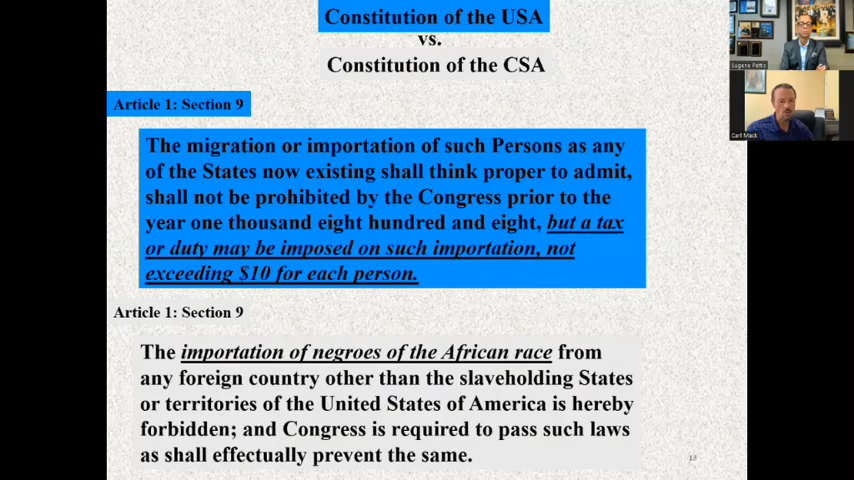 Constitution of the USA
vs.
Constitution of the CSA
Eugene Pettis
Carl Mack
Article 1: Section 9
The migration or importation of such Persons as any
of the States now existing shall think proper to admit,
shall not be prohibited by the Congress prior to the
year one thousand eight hundred and eight, but a tax
or duty may be imposed on such importation, not
exceeding $10 for each person.
Article 1: Section 9
The importation of negroes of the African race from
any foreign country other than the slaveholding States
or territories of the United States of America is hereby
forbidden; and Congress is required to pass such laws
as shall effectually prevent the same.